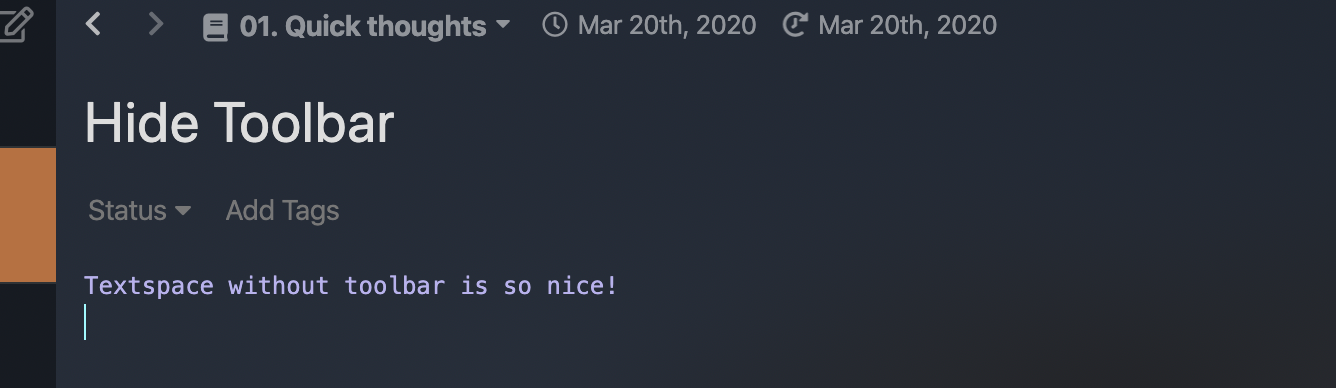 01. Quick thoughts Mar 20th, 2020 Mar 20th, 2020
Hide Toolbar
Status Add Tags
Textspace without toolbar is so nice!